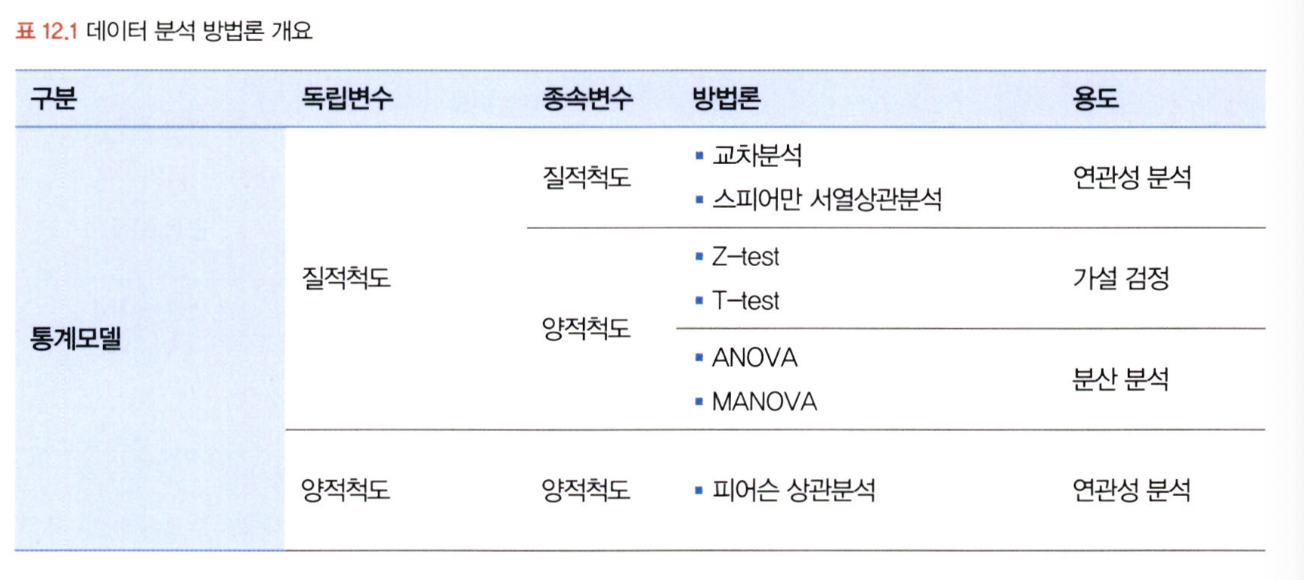 표 12.1 데이터 분석 방법론 개요
구분 독립변수 종속변수 방법론 용도
통계모델
질적척도
질적척도
▪ 교차분석
▪ 스피어만 서열상관분석
연관성 분석
양적척도
▪ Z-test
▪ T-test
가설 검정
▪ ANOVA
▪ MANOVA
분산 분석
양적척도 양적척도 ▪ 피어슨 상관분석 연관성 분석